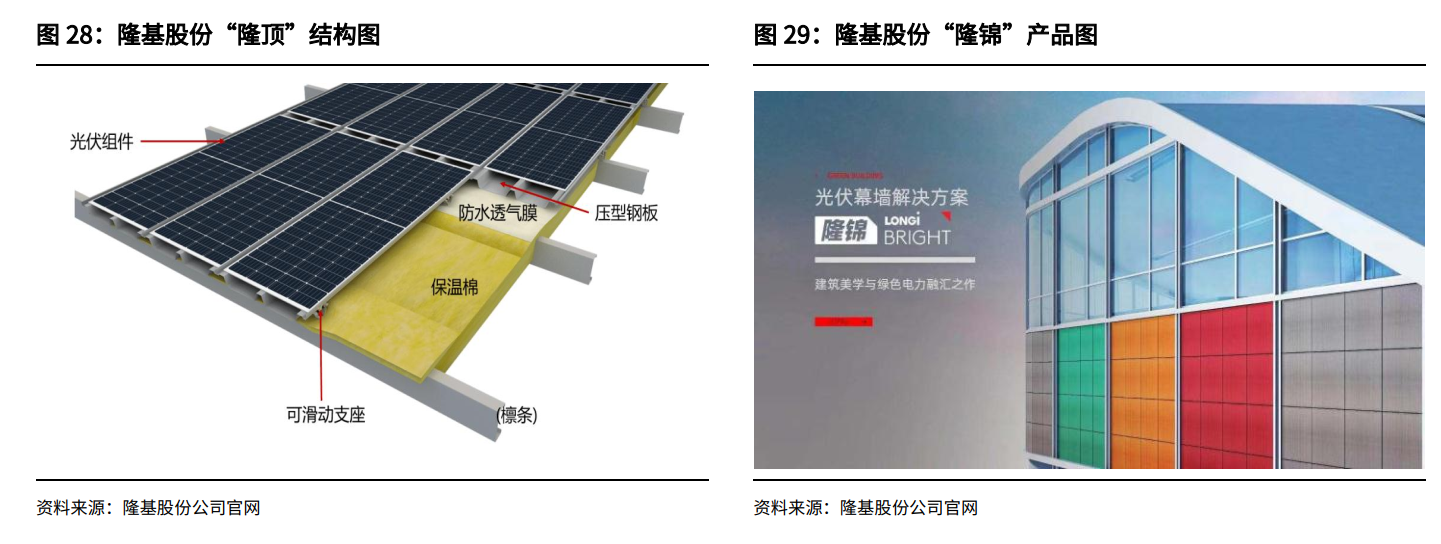 图 28：隆基股份“隆顶”结构图
光伏组件
防水透气膜
压型钢板
保温棉
可滑动支座
(檩条)
资料来源：隆基股份公司官网
图 29：隆基股份“隆锦”产品图
GREEN BUILDING
光伏幕墙解决方案
隆锦 LONGi BRIGHT
建筑美学与绿色电力融汇之作
资料来源：隆基股份公司官网